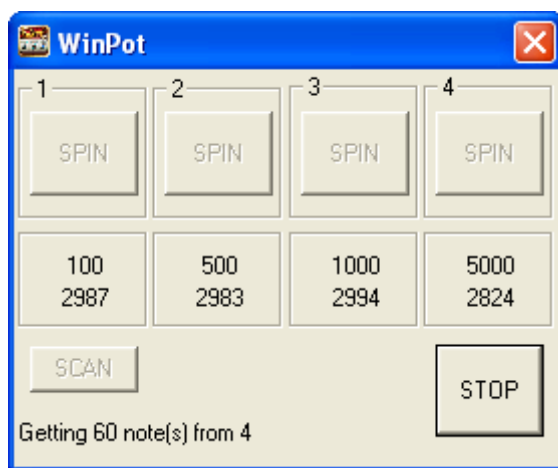 WinPot
1 2 3 4
SPIN SPIN SPIN SPIN
100 500 1000 5000
2987 2983 2994 2824
SCAN
STOP
Getting 60 note(s) from 4